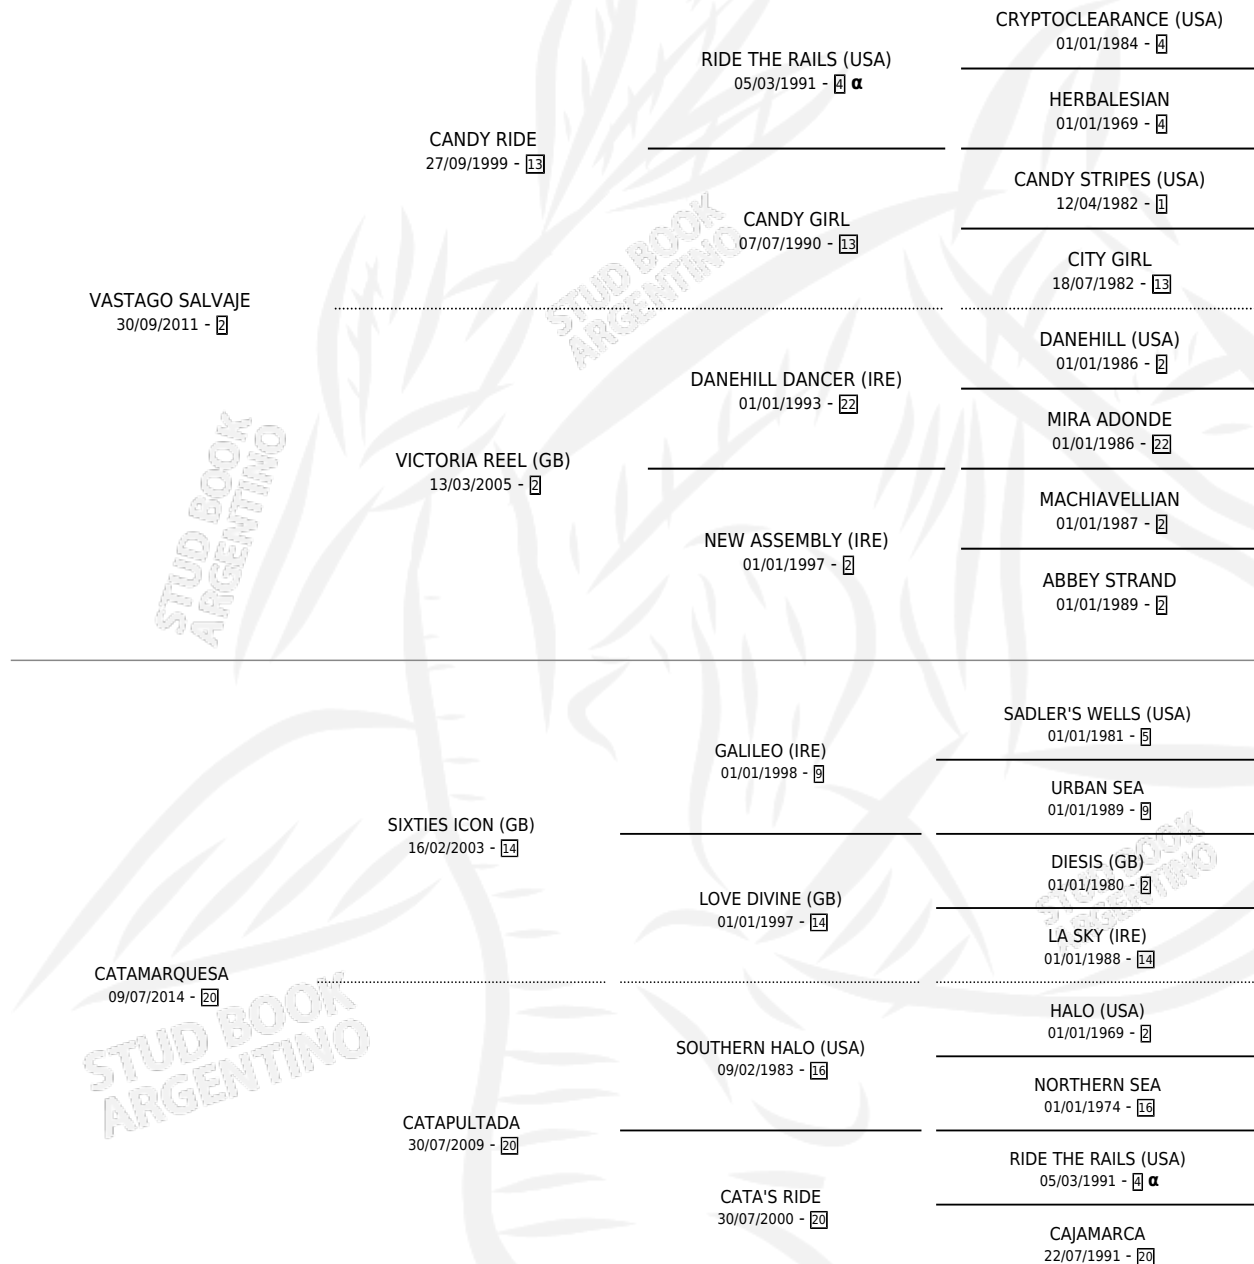 CRYPTOCLEARANCE (USA)
01/01/1984 - 4
RIDE THE RAILS (USA)
05/03/1991 - 4 α
HERBALESIAN
01/01/1969 - 4
CANDY RIDE
27/09/1999 - 13
CANDY STRIPES (USA)
12/04/1982 - 1
CANDY GIRL
07/07/1990 - 13
CITY GIRL
18/07/1982 - 13
VASTAGO SALVAJE
30/09/2011 - 2
DANEHILL (USA)
01/01/1986 - 2
DANEHILL DANCER (IRE)
01/01/1993 - 22
MIRA ADONDE
01/01/1986 - 22
VICTORIA REEL (GB)
13/03/2005 - 2
MACHIAVELLIAN
01/01/1987 - 2
NEW ASSEMBLY (IRE)
01/01/1997 - 2
ABBEY STRAND
01/01/1989 - 2
SADLER'S WELLS (USA)
01/01/1981 - 5
GALILEO (IRE)
01/01/1998 - 9
URBAN SEA
01/01/1989 - 9
SIXTIES ICON (GB)
16/02/2003 - 14
DIESIS (GB)
01/01/1980 - 2
LOVE DIVINE (GB)
01/01/1997 - 14
LA SKY (IRE)
01/01/1988 - 14
CATAMARQUESA
09/07/2014 - 20
HALO (USA)
01/01/1969 - 2
SOUTHERN HALO (USA)
09/02/1983 - 16
NORTHERN SEA
01/01/1974 - 16
CATAPULTADA
30/07/2009 - 20
RIDE THE RAILS (USA)
05/03/1991 - 4 α
CATA'S RIDE
30/07/2000 - 20
CAJAMARCA
22/07/1991 - 20
STUD BOOK
ARGENTINO
STUD BOOK
ARGENTINO
STUD BOOK
ARGENTINO
STUD BOOK
ARGENTINO